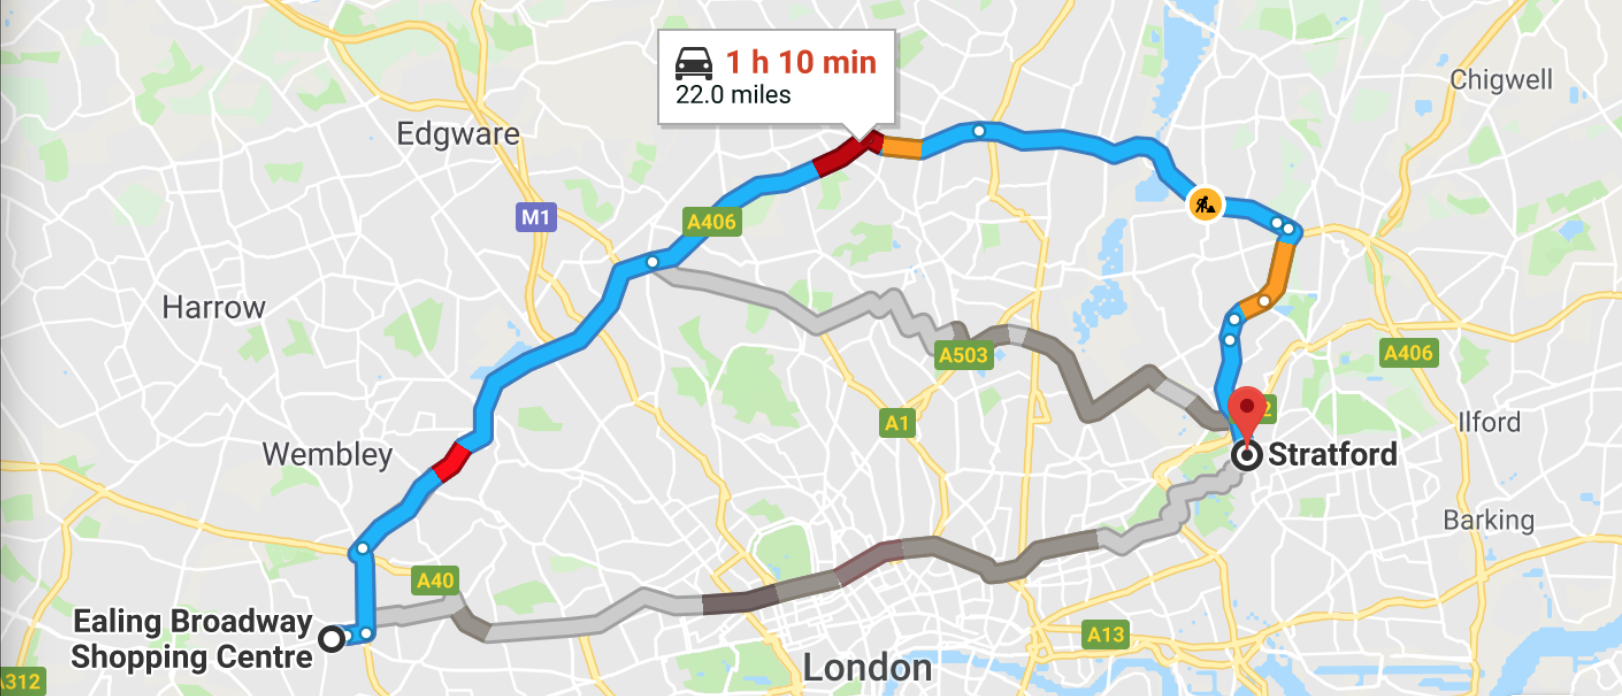 1 h 10 min
22.0 miles
Chigwell
Edgware
M1
A406
Harrow
A503
A406
A1
2
Ilford
Wembley
Stratford
Barking
A40
Ealing Broadway
Shopping Centre
A13
London
A312